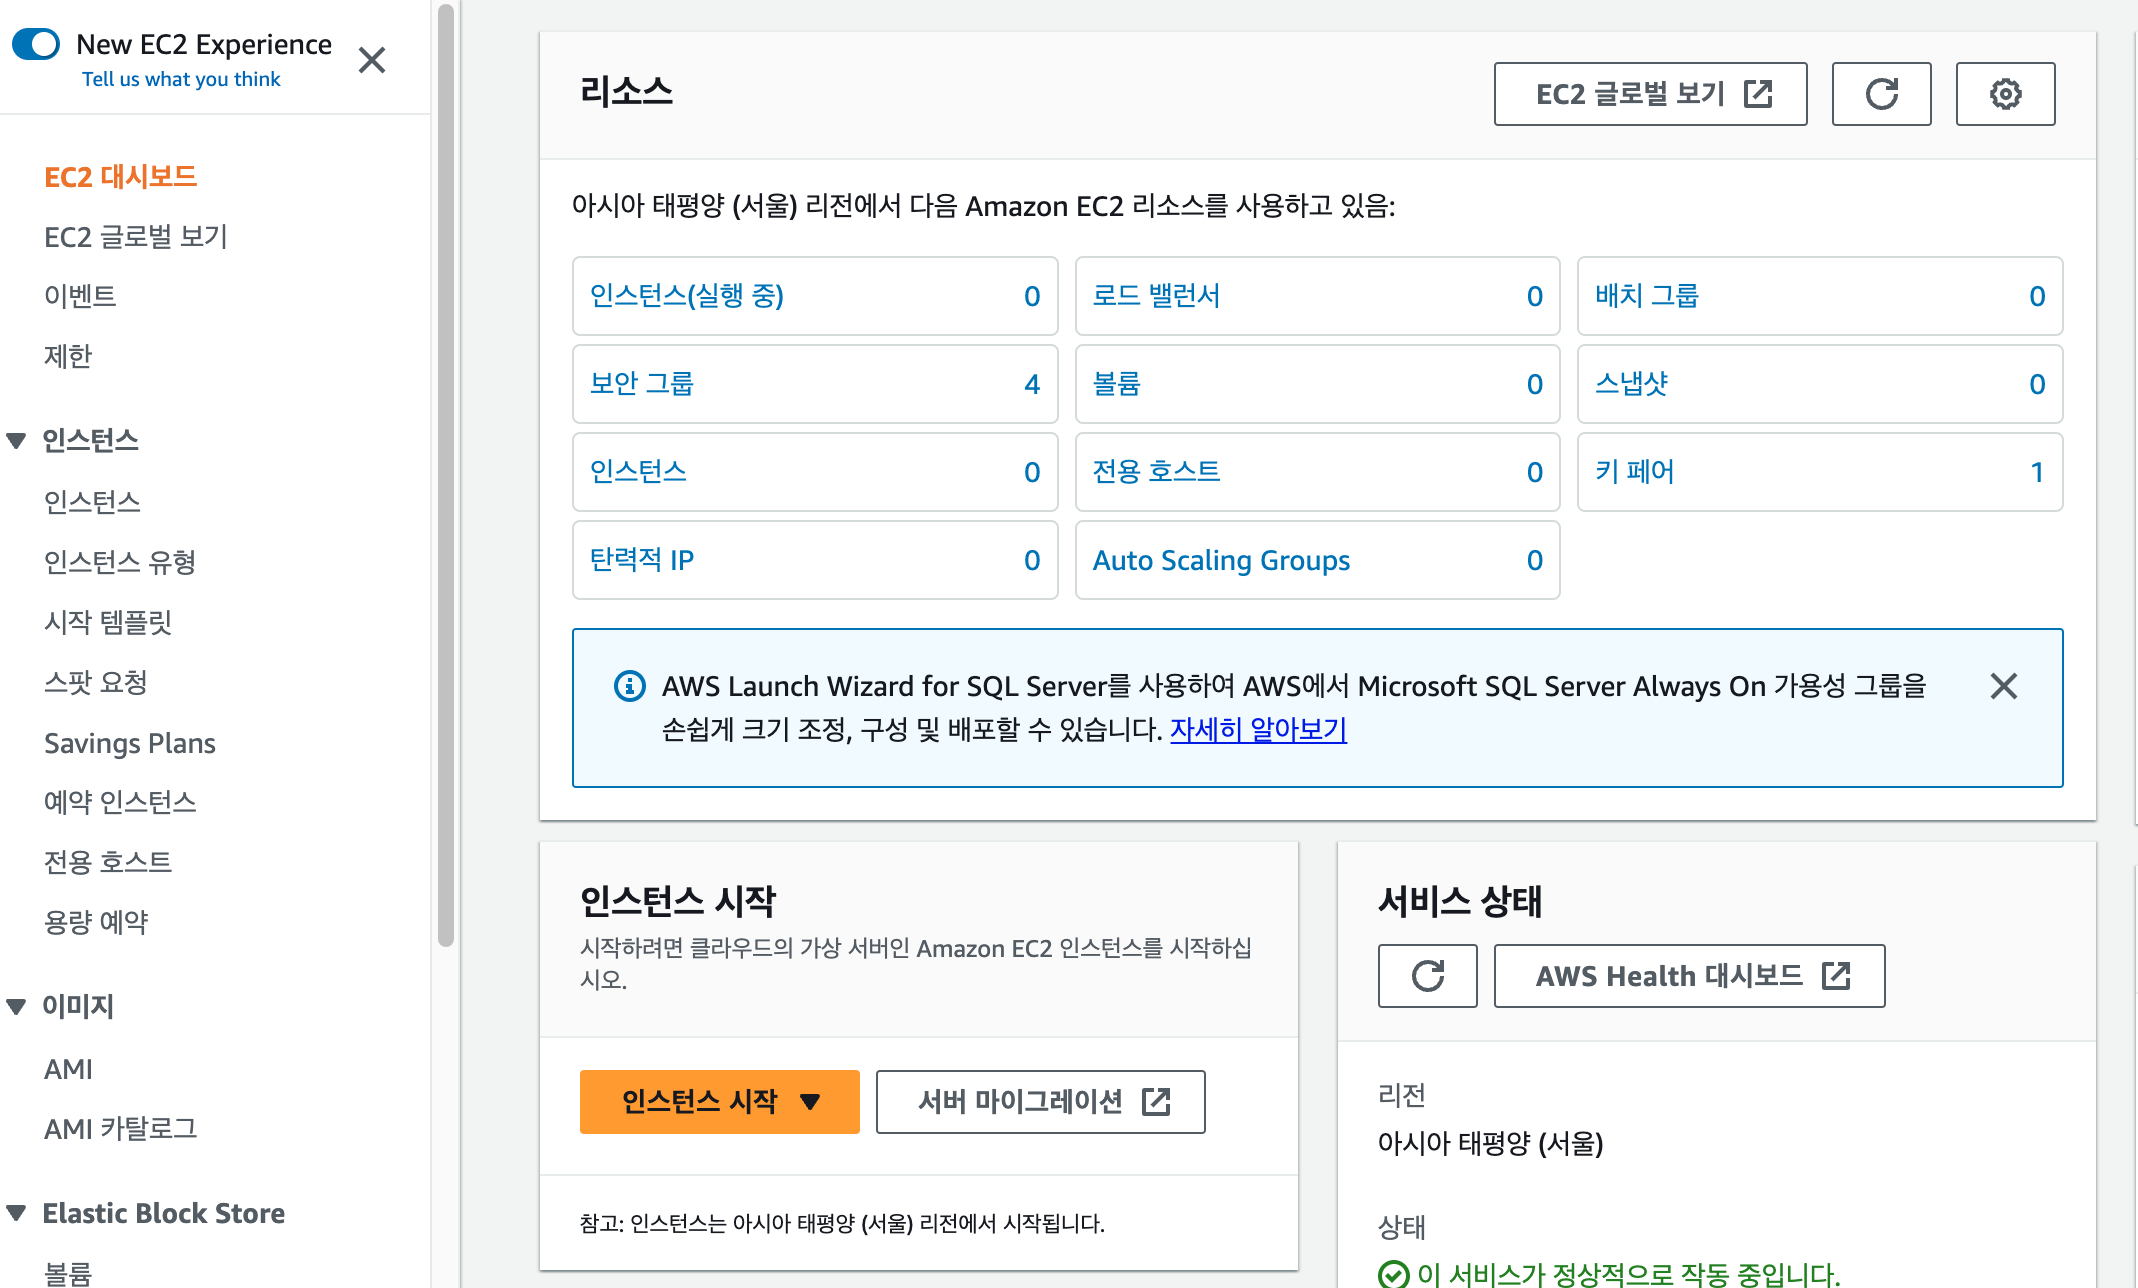 New EC2 Experience
Tell us what you think
EC2 대시보드
EC2 글로벌 보기
이벤트
제한
인스턴스
인스턴스
인스턴스 유형
시작 템플릿
스팟 요청
Savings Plans
예약 인스턴스
전용 호스트
용량 예약
이미지
AMI
AMI 카탈로그
Elastic Block Store
볼륨
리소스
EC2 글로벌 보기
아시아 태평양 (서울) 리전에서 다음 Amazon EC2 리소스를 사용하고 있음:
인스턴스(실행 중) 0
로드 밸런서 0
배치 그룹 0
보안 그룹 4
볼륨 0
스냅샷 0
인스턴스 0
전용 호스트 0
키 페어 1
탄력적 IP 0
Auto Scaling Groups 0
AWS Launch Wizard for SQL Server를 사용하여 AWS에서 Microsoft SQL Server Always On 가용성 그룹을
손쉽게 크기 조정, 구성 및 배포할 수 있습니다. 자세히 알아보기
인스턴스 시작
시작하려면 클라우드의 가상 서버인 Amazon EC2 인스턴스를 시작하십
시오.
인스턴스 시작
서버 마이그레이션
참고: 인스턴스는 아시아 태평양 (서울) 리전에서 시작됩니다.
서비스 상태
AWS Health 대시보드
리전
아시아 태평양 (서울)
상태
이 서비스가 정상적으로 작동 중입니다.